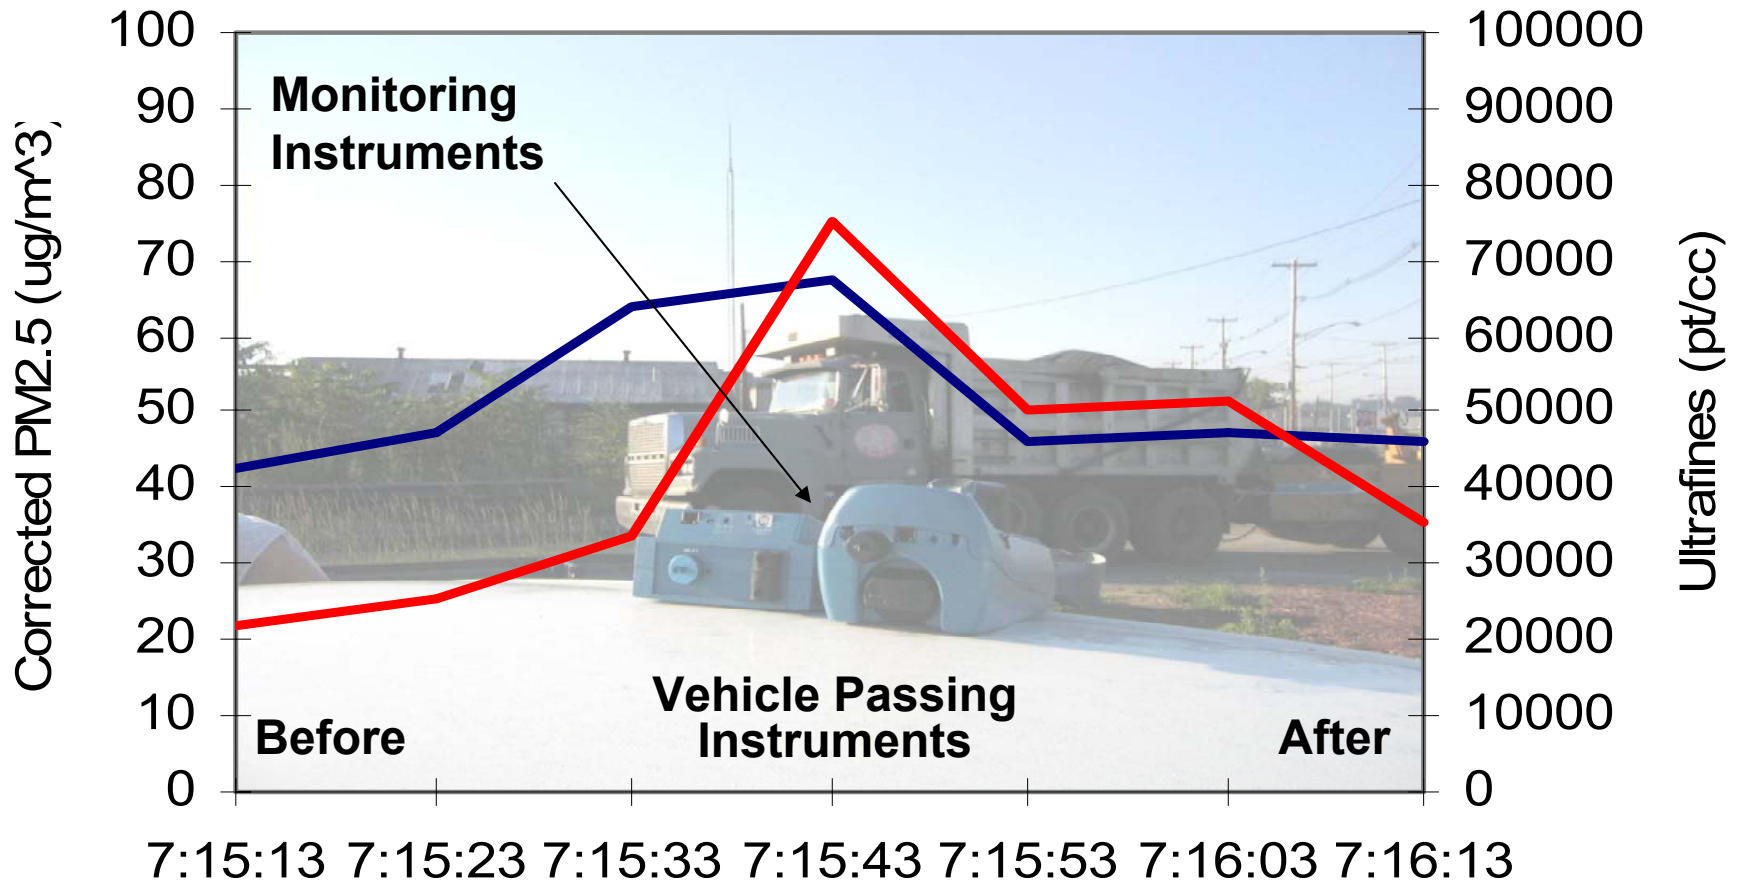 100
90
80
70
60
50
40
30
20
10
0
Corrected PM2.5 (ug/m^3)
Monitoring
Instruments
Vehicle Passing
Instruments
Before
After
100000
90000
80000
70000
60000
50000
40000
30000
20000
10000
0
Ultrafines (pt/cc)
7:15:13 7:15:23 7:15:33 7:15:43 7:15:53 7:16:03 7:16:13